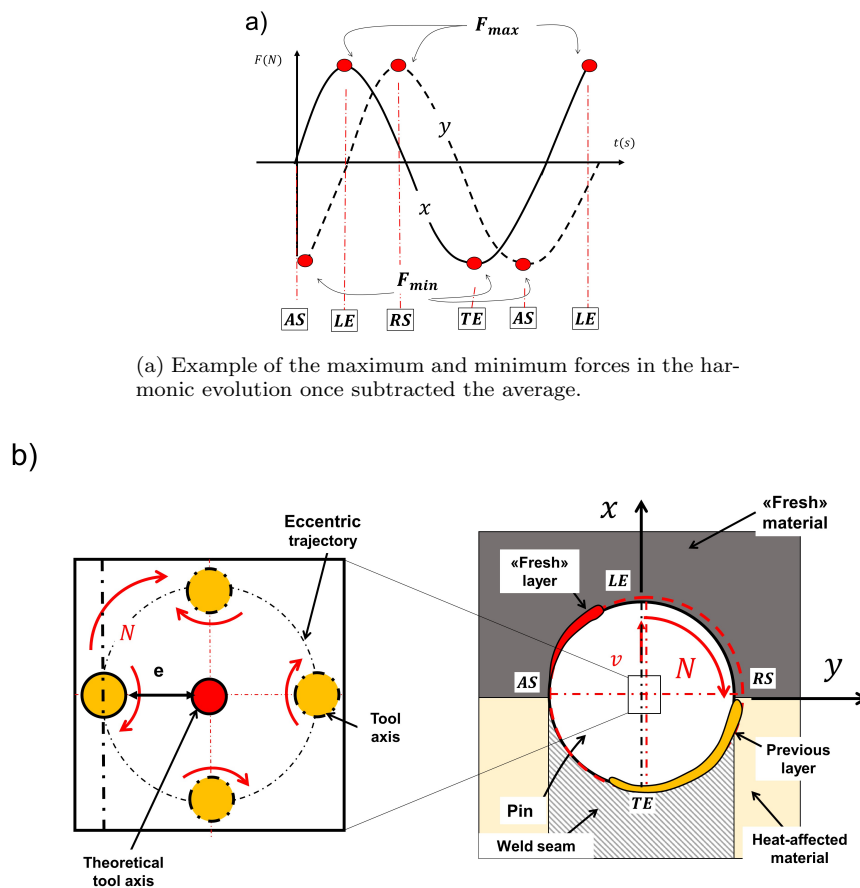 a)
F_max
F(N)
t(s)
y
x
F_min
AS LE RS TE AS LE
(a) Example of the maximum and minimum forces in the har-
monic evolution once subtracted the average.
b)
Eccentric
trajectory
N
e
Tool
axis
Theoretical
tool axis
x
«Fresh»
material
«Fresh»
layer
LE
v
N
AS
RS
y
Previous
layer
Pin
TE
Weld seam
Heat-affected
material